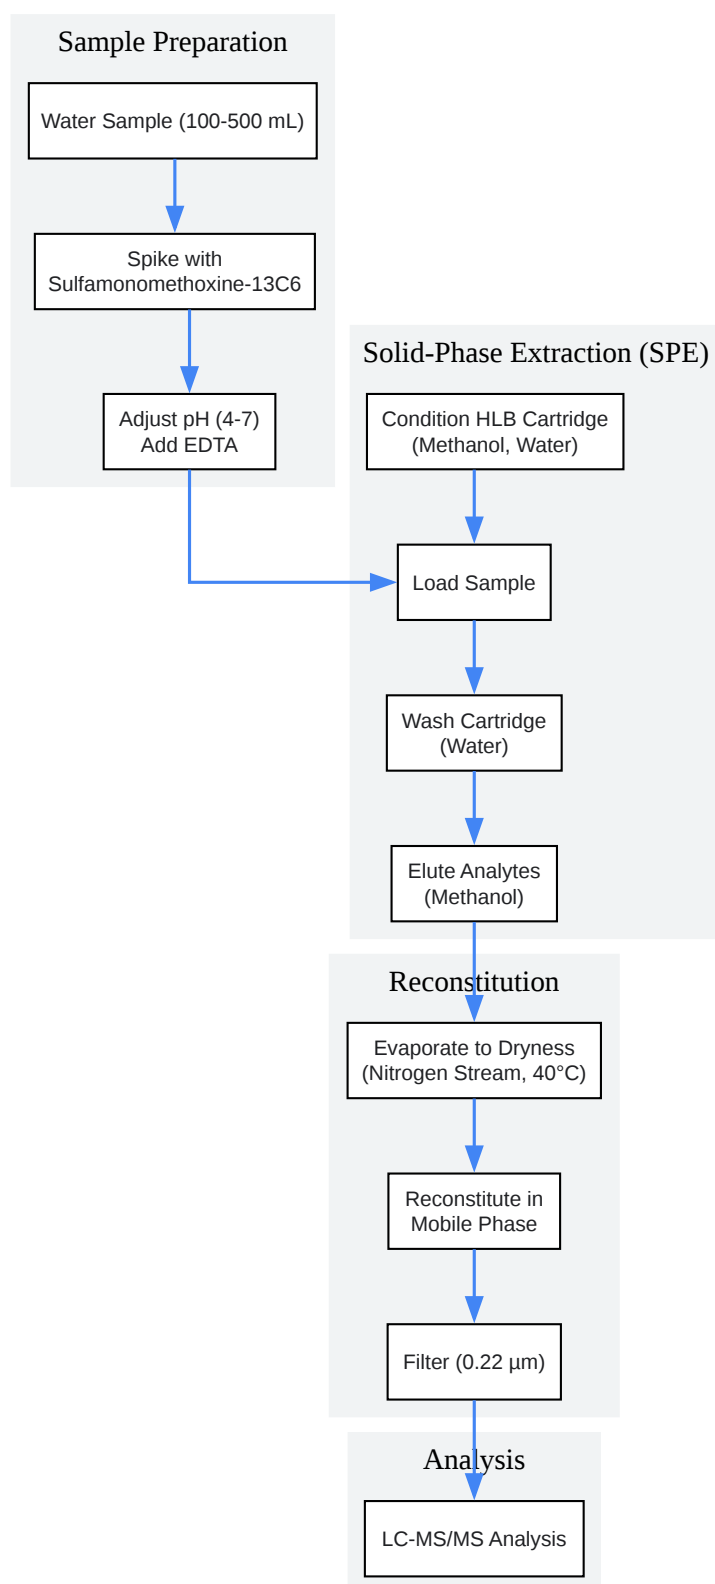 Sample Preparation
Water Sample (100-500 mL)
Spike with
Sulfamonomethoxine-13C6
Adjust pH (4-7)
Add EDTA
Solid-Phase Extraction (SPE)
Condition HLB Cartridge
(Methanol, Water)
Load Sample
Wash Cartridge
(Water)
Elute Analytes
(Methanol)
Reconstitution
Evaporate to Dryness
(Nitrogen Stream, 40°C)
Reconstitute in
Mobile Phase
Filter (0.22 µm)
Analysis
LC-MS/MS Analysis